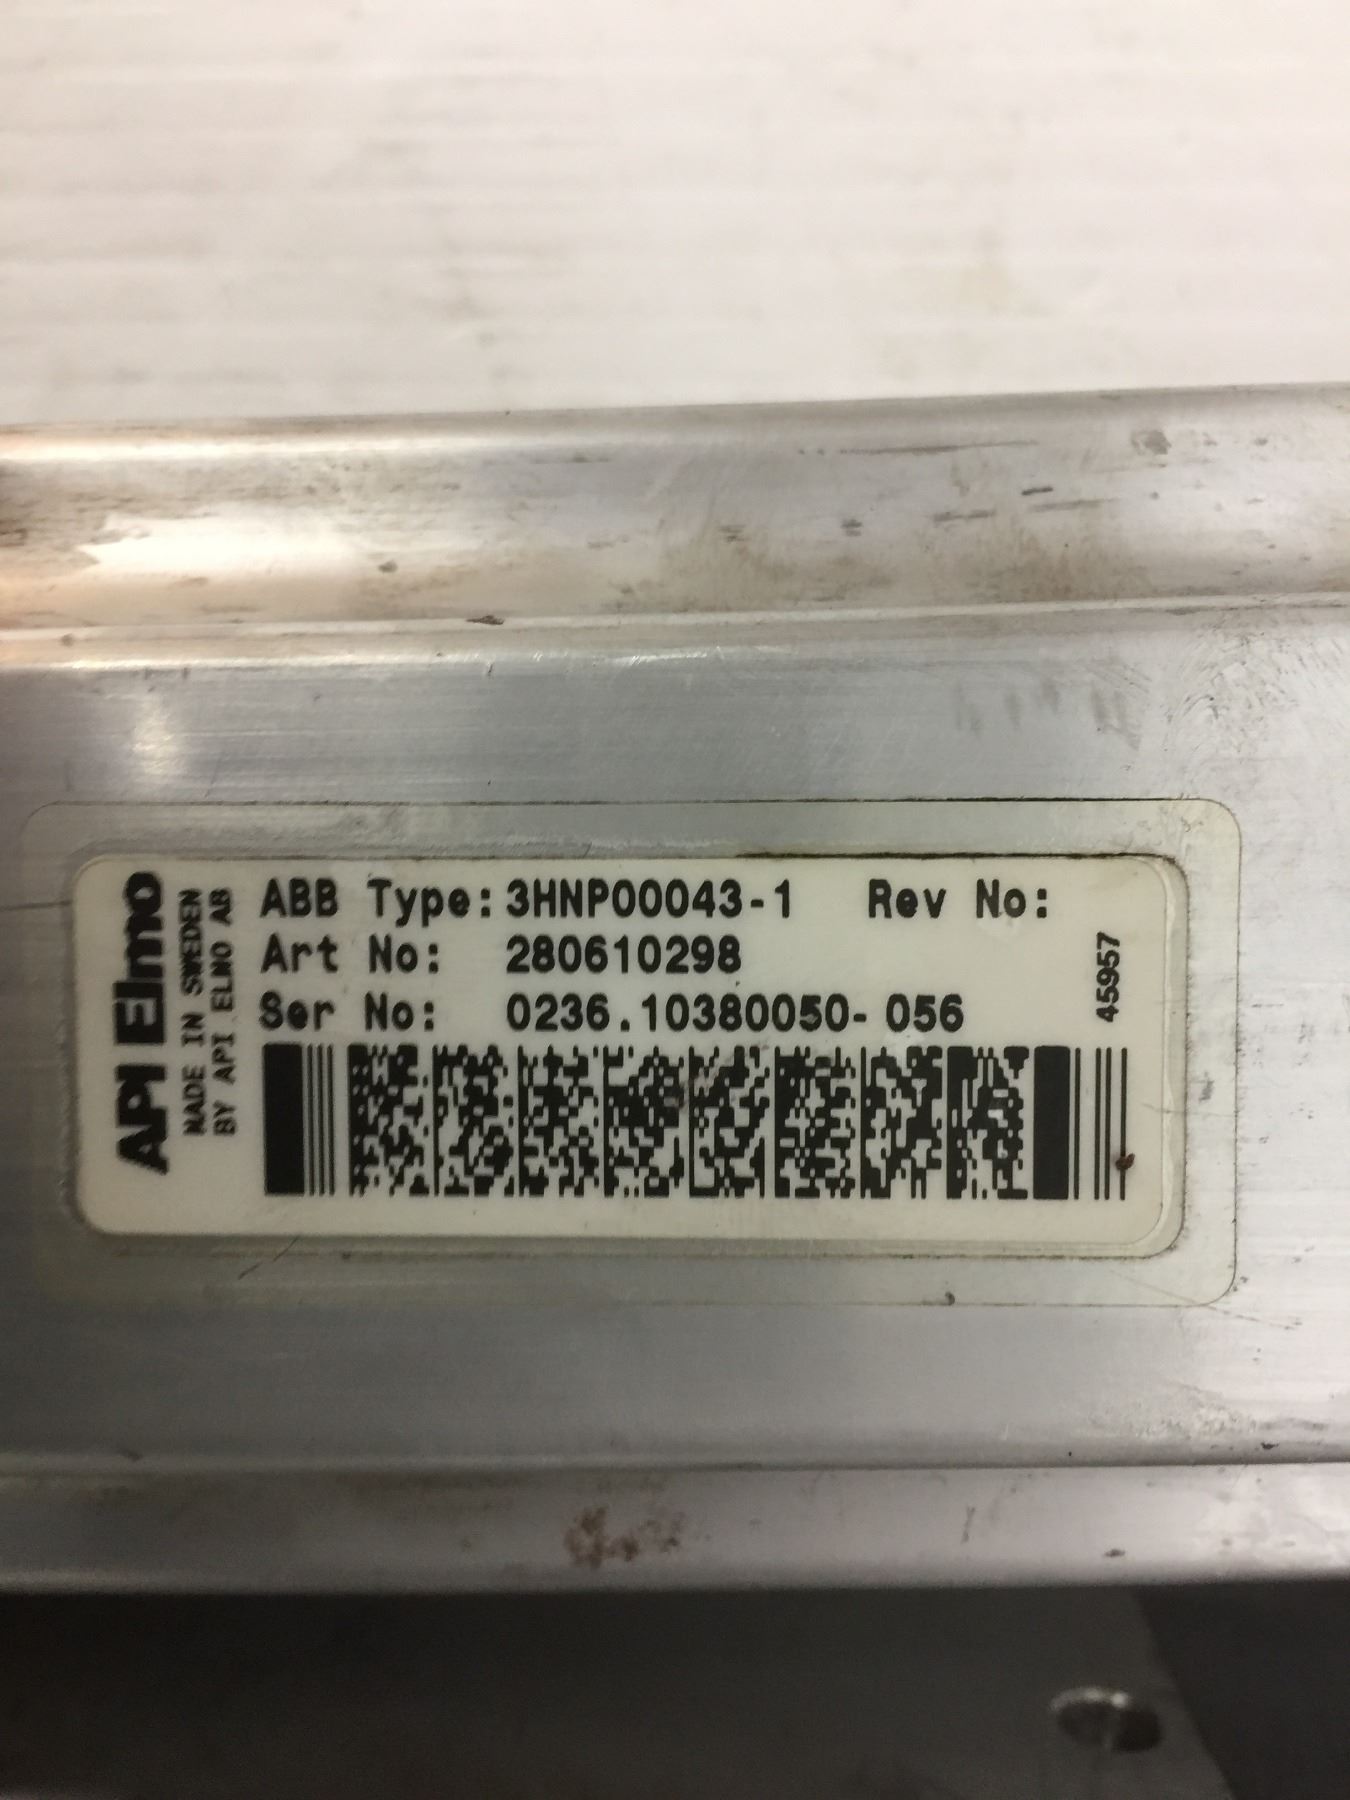 API Elmo
MADE IN SWEDEN
BY API ELMO AB
ABB Type: 3HNP00043-1 Rev No:
Art No: 280610298
Ser No: 0236.10380050-056
45957